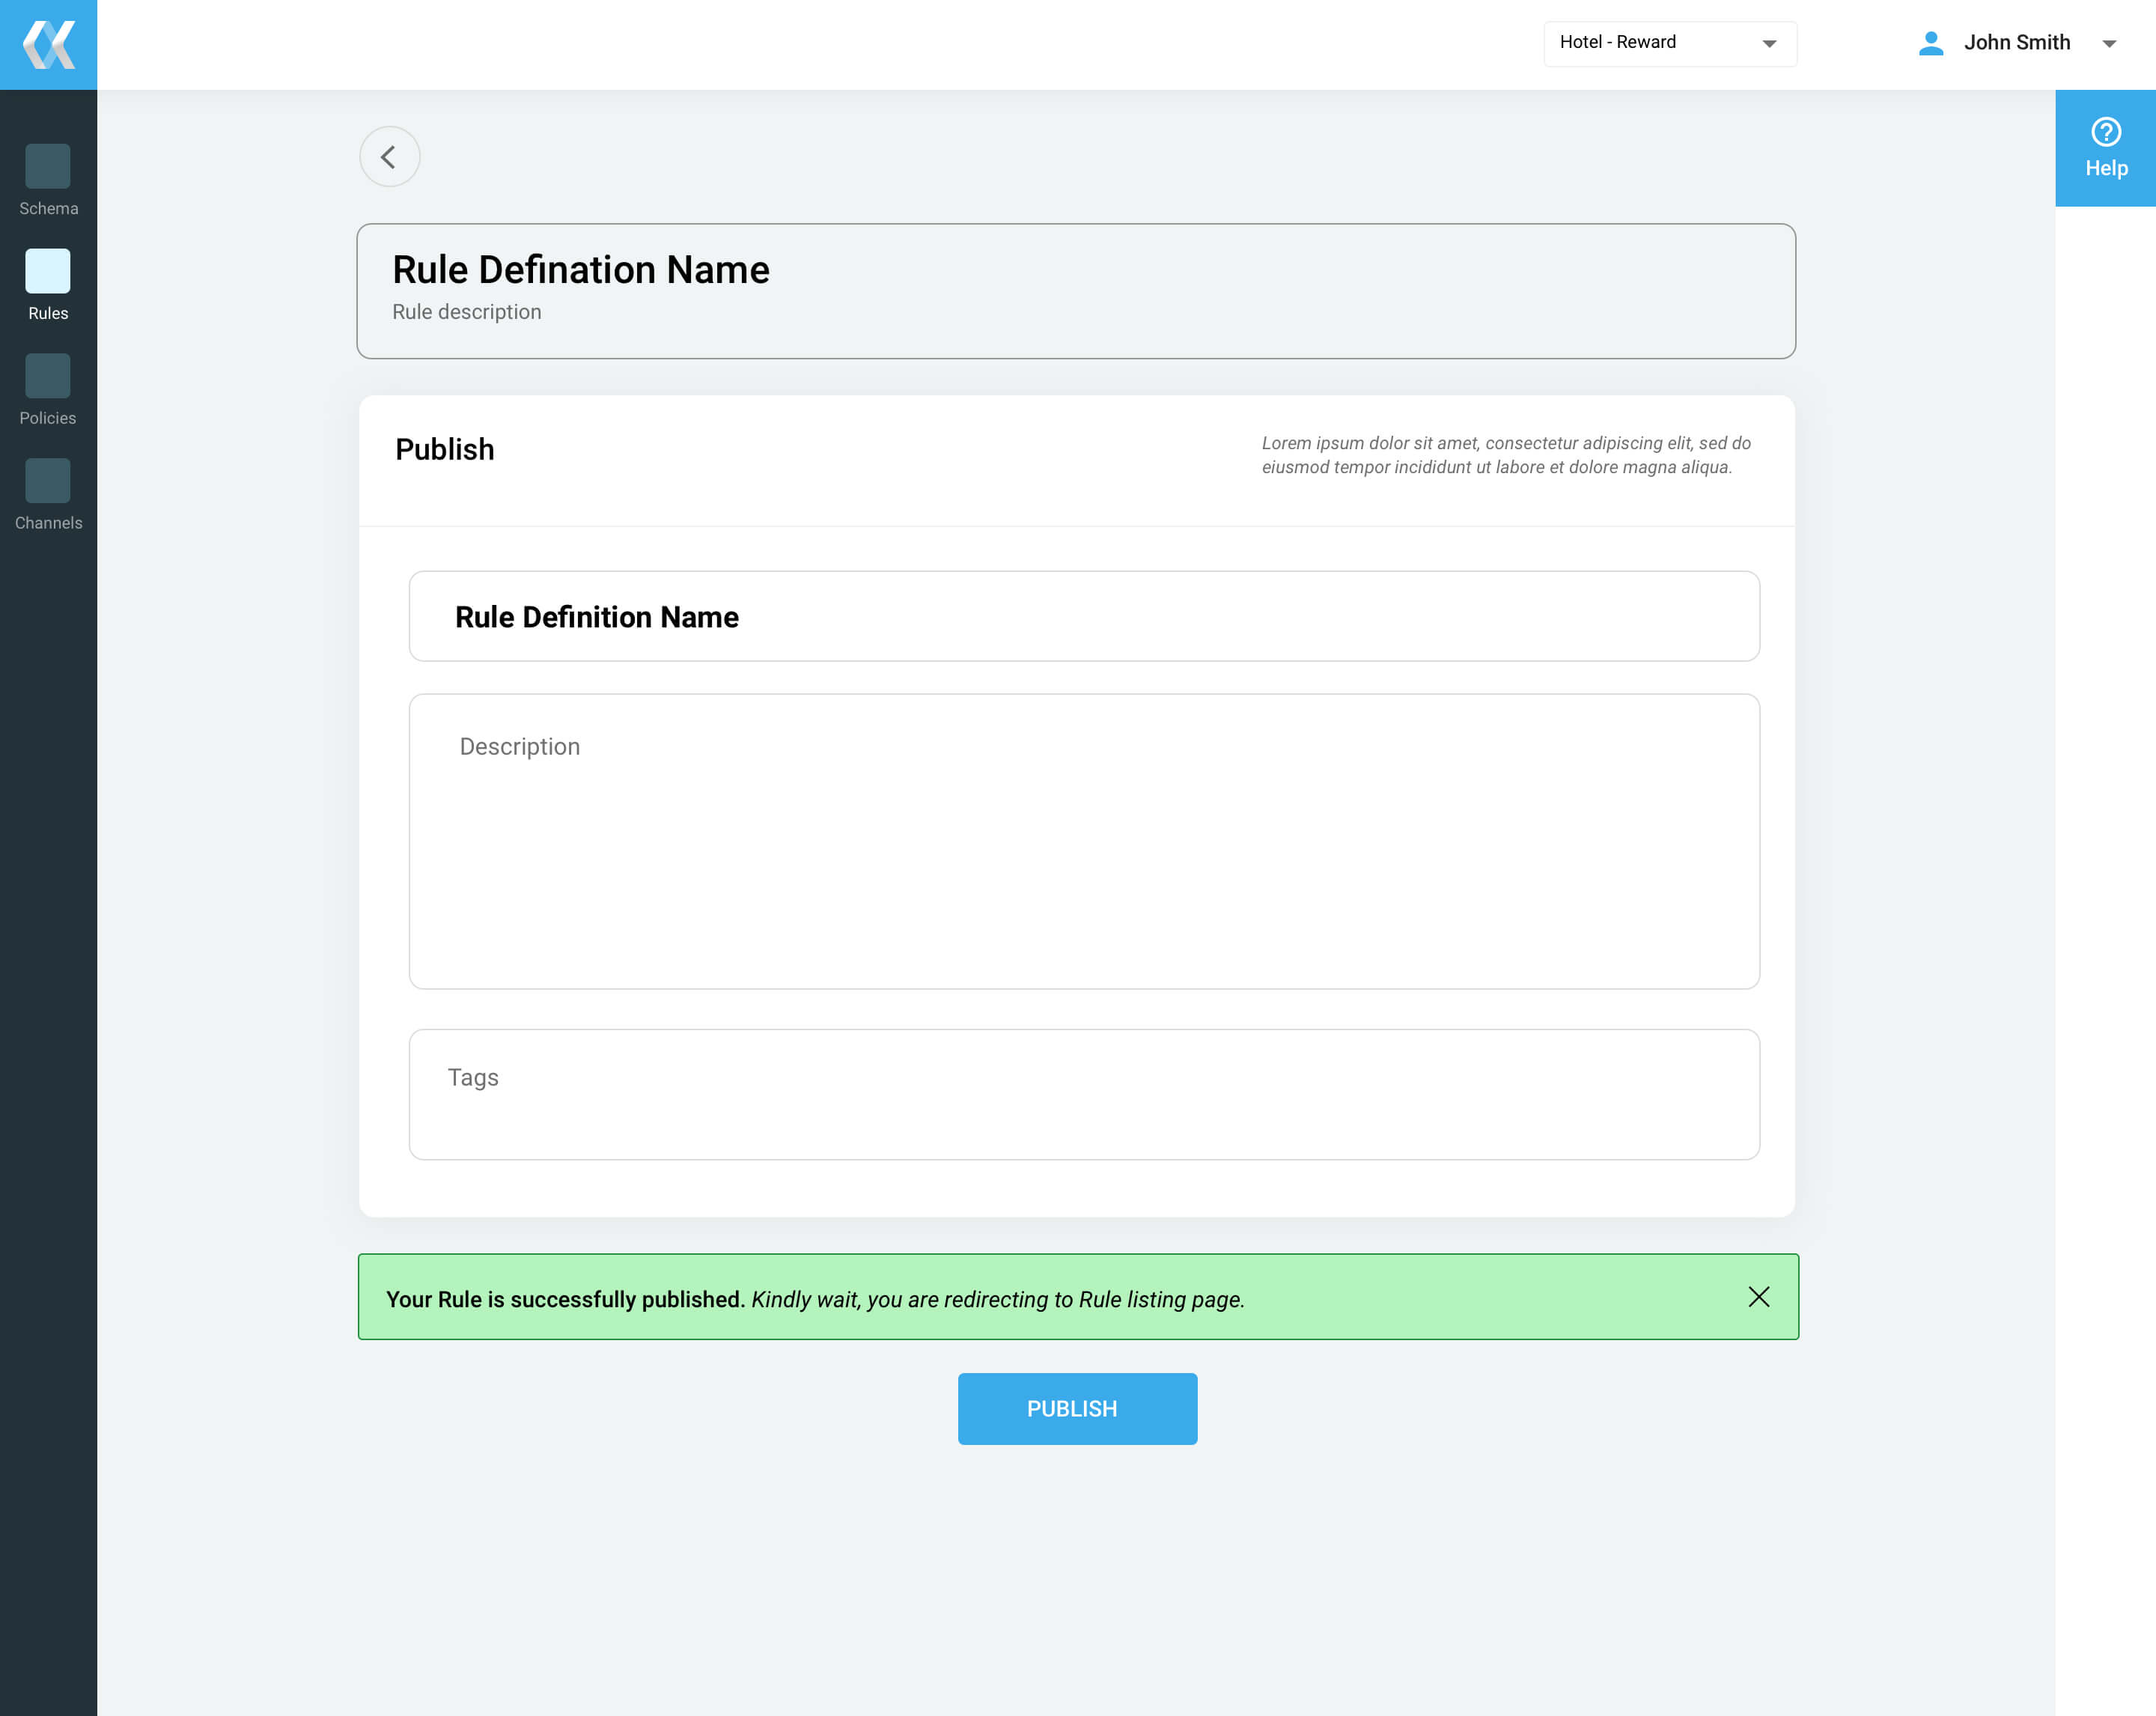 Hotel - Reward
John Smith
Help
Schema
Rules
Policies
Channels
Rule Defination Name
Rule description
Publish
Lorem ipsum dolor sit amet, consectetur adipiscing elit, sed do
eiusmod tempor incididunt ut labore et dolore magna aliqua.
Rule Definition Name
Description
Tags
Your Rule is successfully published. Kindly wait, you are redirecting to Rule listing page.
PUBLISH